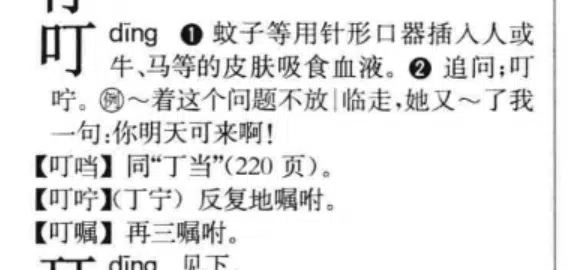 叮 dīng ❶ 蚊子等用针形口器插入人或
牛、马等的皮肤吸食血液。❷ 追问;叮
咛。㋹～着这个问题不放|临走,她又～了我
一句:你明天可来啊!
【叮当】 同“丁当”(220 页)。
【叮咛】(丁宁) 反复地嘱咐。
【叮嘱】 再三嘱咐。
dīng 见下。